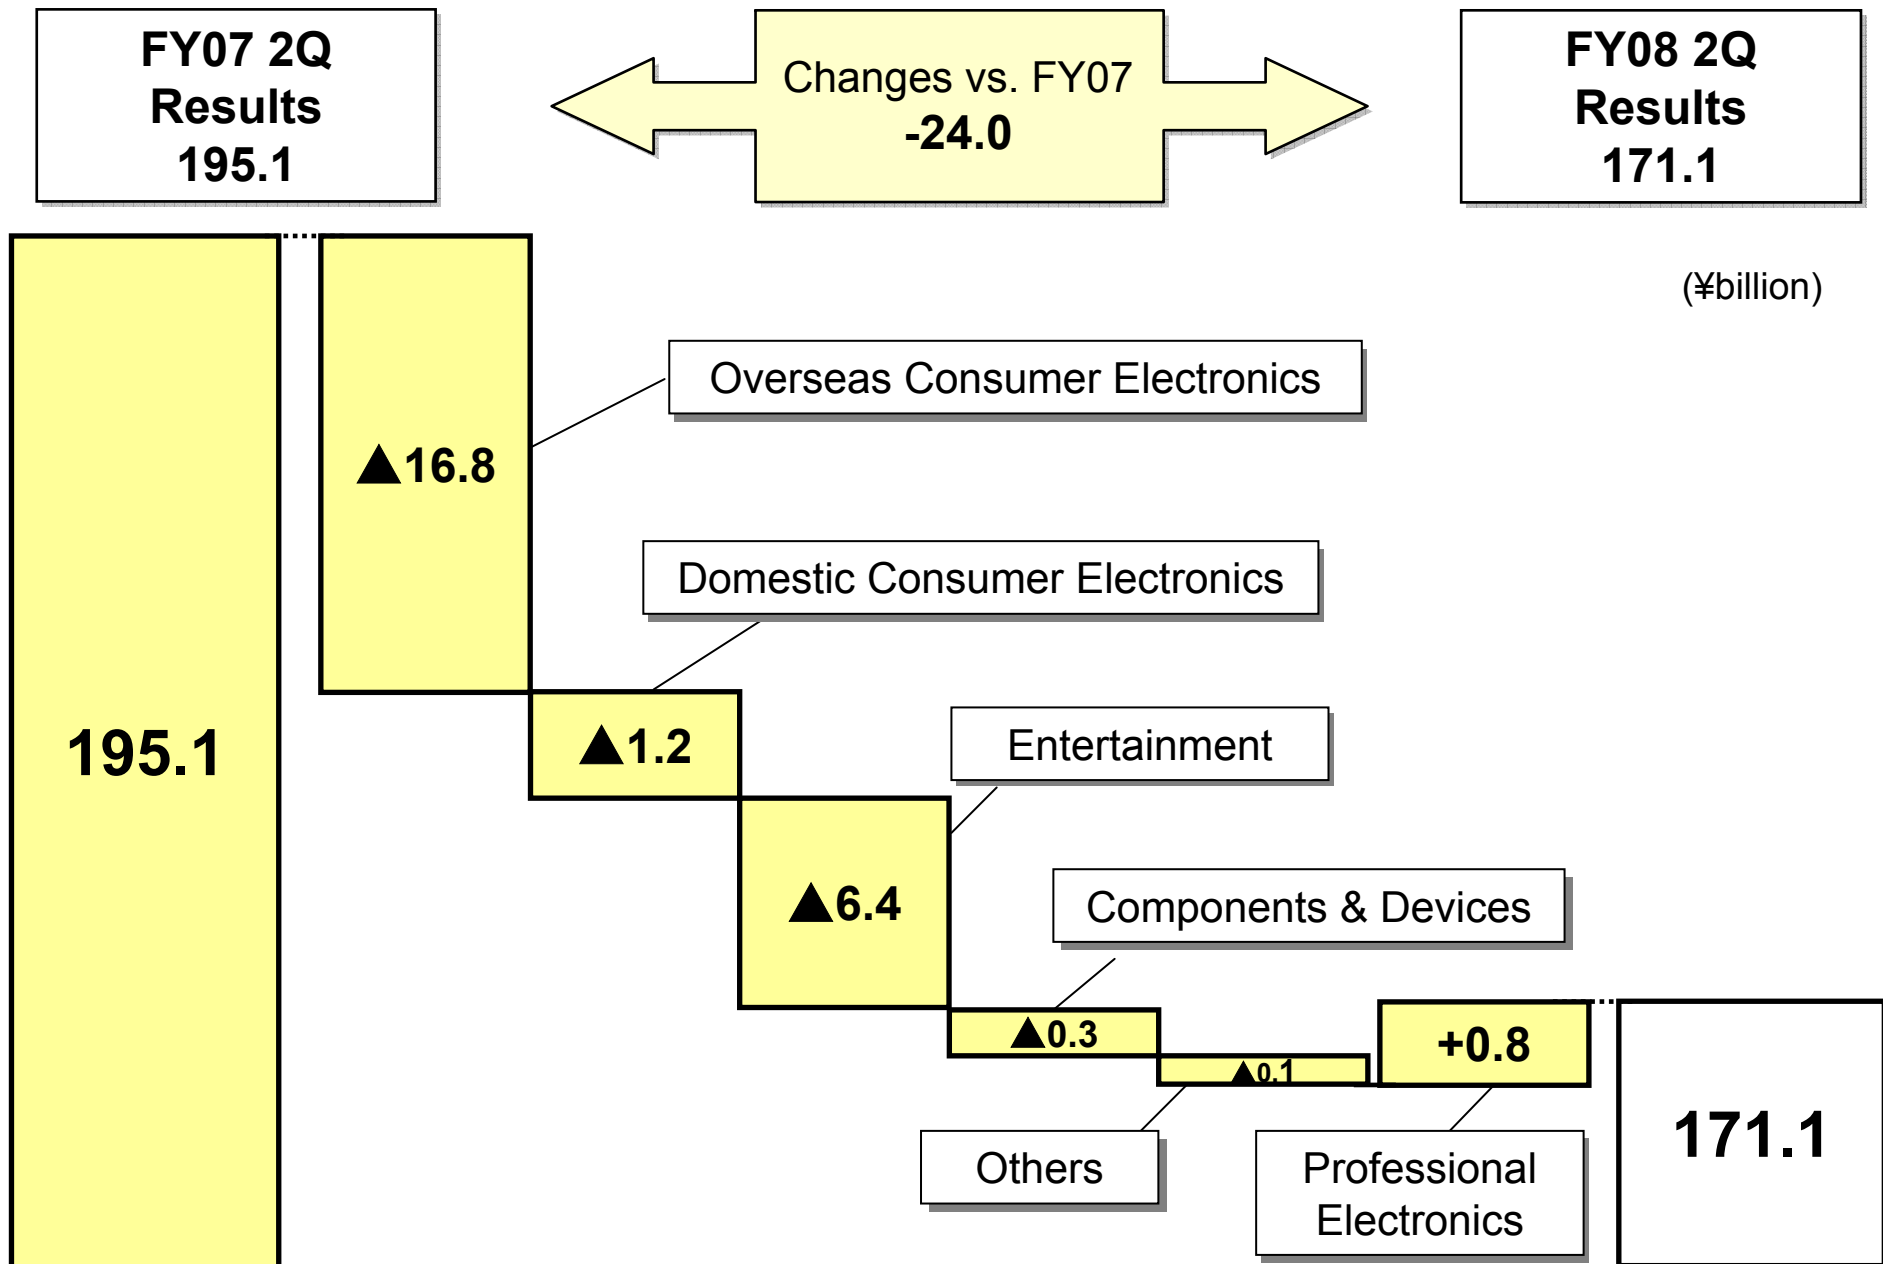 FY07 2Q
Results
195.1
Changes vs. FY07
-24.0
FY08 2Q
Results
171.1
(¥billion)
Overseas Consumer Electronics
▲16.8
Domestic Consumer Electronics
195.1
▲1.2
Entertainment
▲6.4
Components & Devices
▲0.3
▲0.1
+0.8
171.1
Others
Professional
Electronics